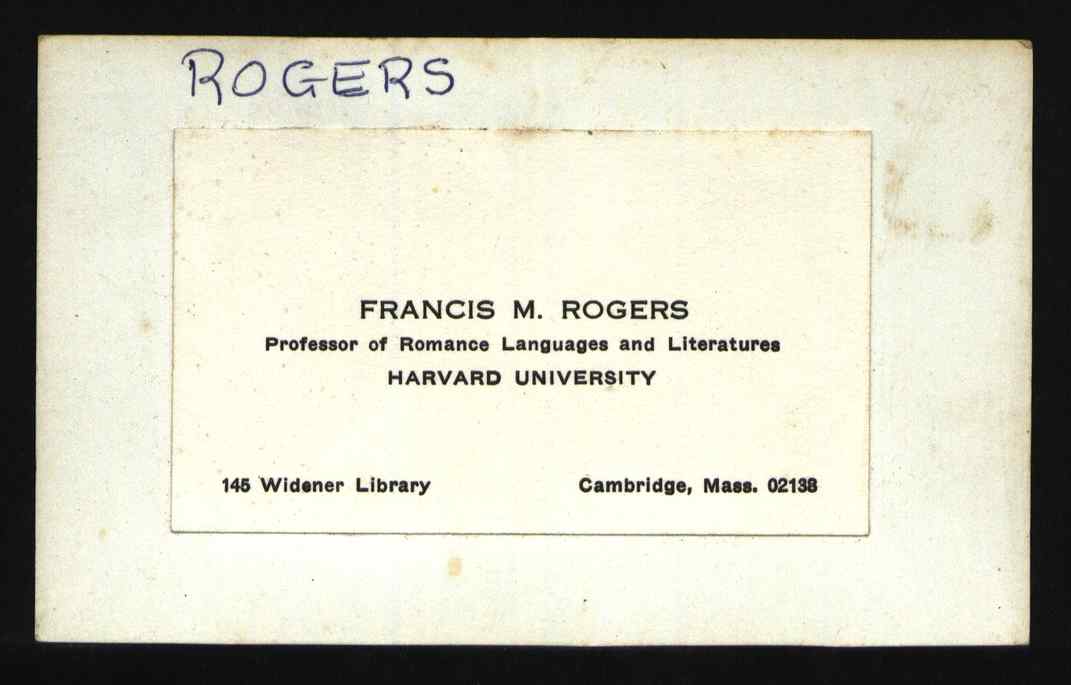 ROGERS
FRANCIS M. ROGERS
Professor of Romance Languages and Literatures
HARVARD UNIVERSITY
145 Widener Library Cambridge, Mass. 02138